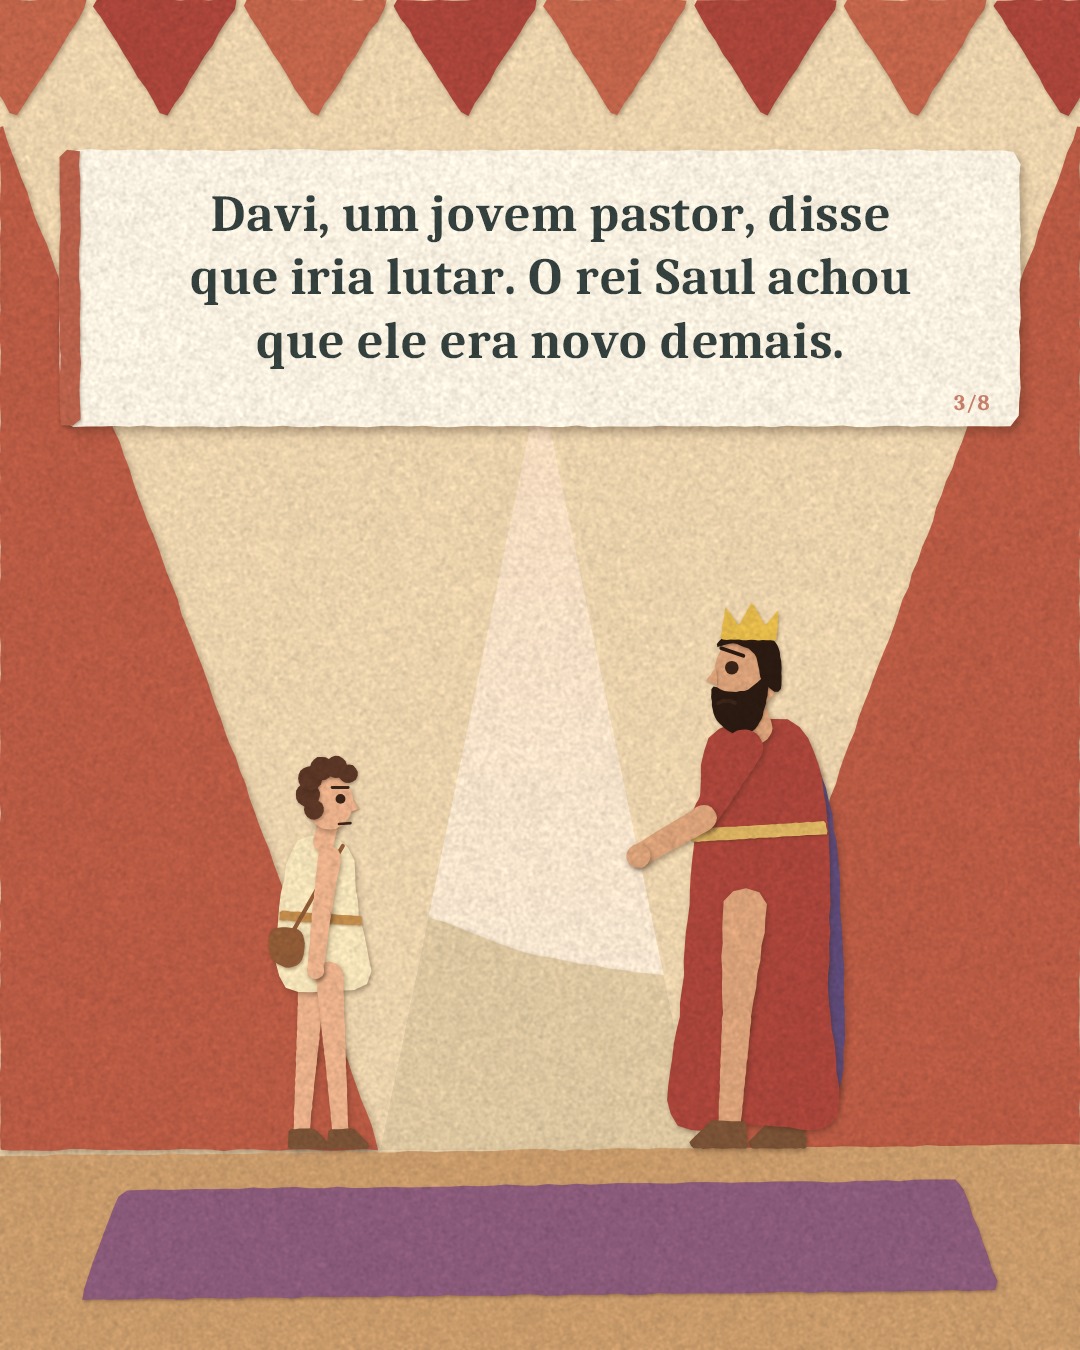 Davi, um jovem pastor, disse
que iria lutar. O rei Saul achou
que ele era novo demais.
3/8